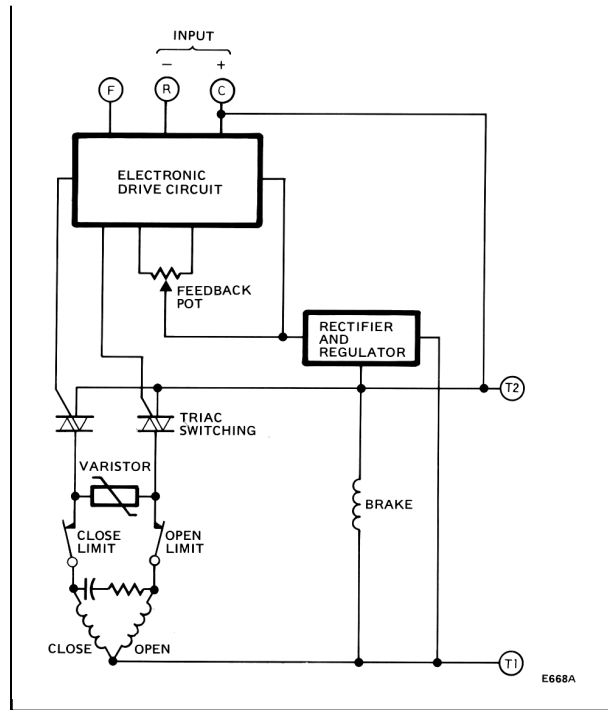 INPUT
− +
F R C
ELECTRONIC
DRIVE CIRCUIT
FEEDBACK
POT
RECTIFIER
AND
REGULATOR
T2
TRIAC
SWITCHING
VARISTOR
BRAKE
CLOSE
LIMIT
OPEN
LIMIT
CLOSE OPEN
T1
E668A